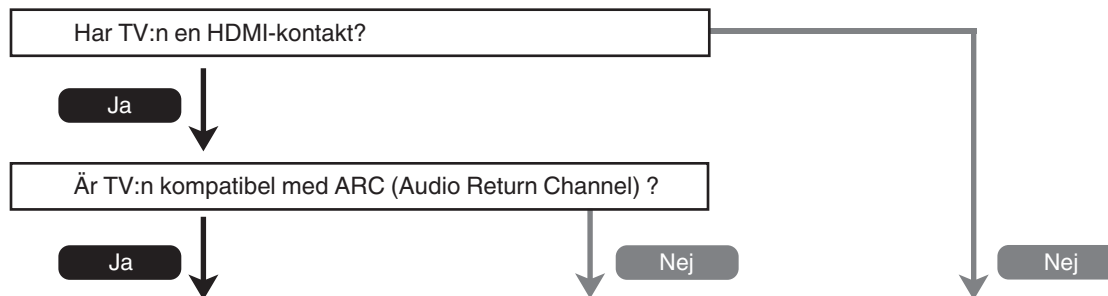 Har TV:n en HDMI-kontakt?
Ja
Är TV:n kompatibel med ARC (Audio Return Channel) ?
Ja
Nej
Nej